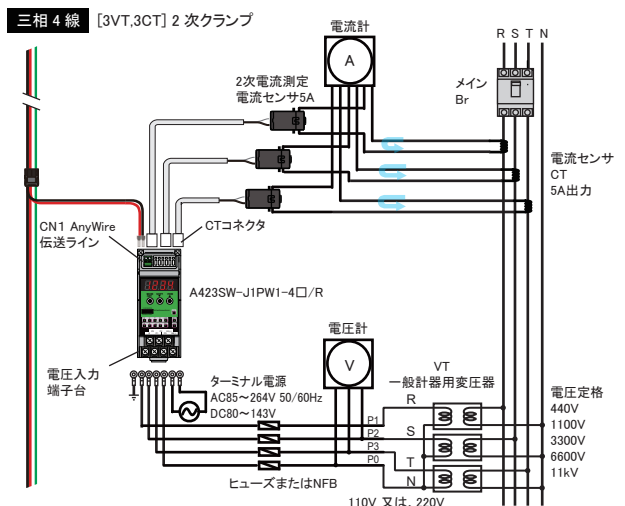 三相4線 [3VT,3CT] 2次クランプ
電流計
A
R S T N
メイン
Br
2次電流測定
電流センサ5A
電流センサ
CT
5A出力
CN1 AnyWire
伝送ライン
CTコネクタ
8.8.8.8.
A423SW-J1PW1-4□/R
電圧計
V
電圧入力
端子台
ターミナル電源
AC85～264V 50/60Hz
DC80～143V
VT
一般計器用変圧器
電圧定格
440V
1100V
3300V
6600V
11kV
P1 R
P2 S
P3 T
P0 N
ヒューズまたはNFB
110V 又は、220V